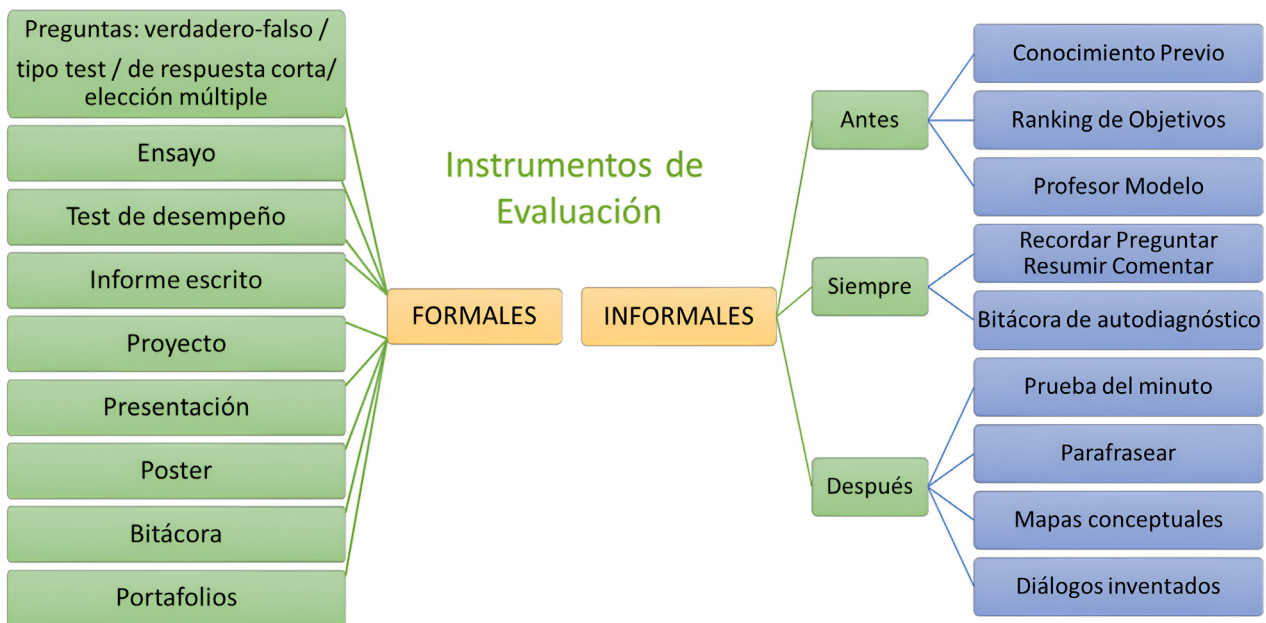 Preguntas: verdadero-falso /
tipo test / de respuesta corta/
elección múltiple
Ensayo
Test de desempeño
Informe escrito
Proyecto
Presentación
Poster
Bitácora
Portafolios
Instrumentos de
Evaluación
FORMALES
INFORMALES
Antes
Siempre
Después
Conocimiento Previo
Ranking de Objetivos
Profesor Modelo
Recordar Preguntar
Resumir Comentar
Bitácora de autodiagnóstico
Prueba del minuto
Parafrasear
Mapas conceptuales
Diálogos inventados